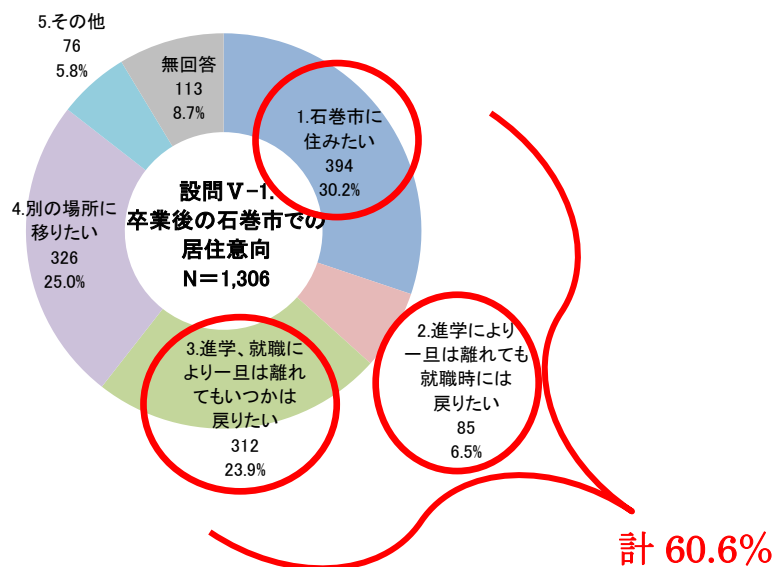 5.その他
76
5.8%
無回答
113
8.7%
1.石巻市に
住みたい
394
30.2%
設問Ⅴ-1.
卒業後の石巻市での
居住意向
N＝1,306
4.別の場所に
移りたい
326
25.0%
2.進学により
一旦は離れても
就職時には
戻りたい
85
6.5%
3.進学、就職に
より一旦は離れ
てもいつかは
戻りたい
312
23.9%
計 60.6%